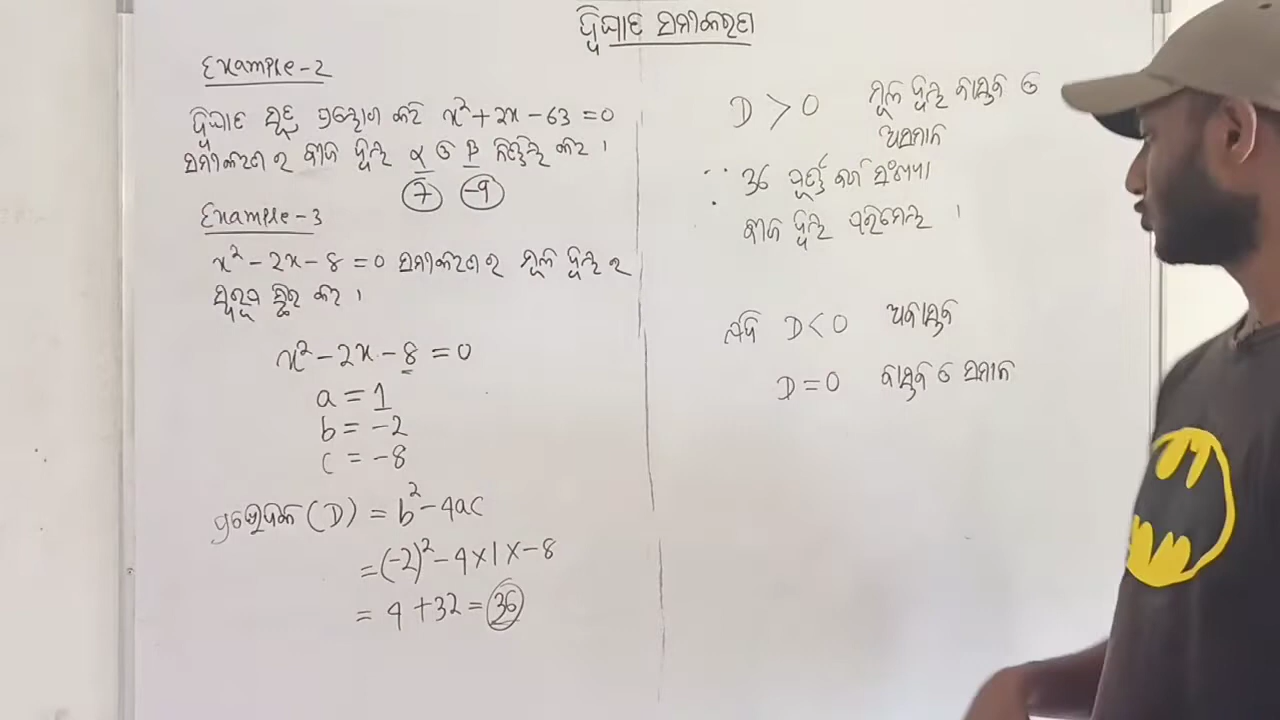 ଦ୍ୱିଘାତ ସମୀକରଣ
Example-2
ଦ୍ୱିଘାତ ସୂତ୍ର ପ୍ରୟୋଗ କରି x²+2x-63=0
ସମୀକରଣ ର ବୀଜ ଦ୍ୱୟ α ଓ β ନିର୍ଣ୍ଣୟ କର ।
7 -9
Example-3
x²-2x-8=0 ସମୀକରଣ ର ମୂଳ ଦ୍ୱୟ ର
ସ୍ୱରୂପ ସ୍ଥିର କର ।
x²-2x-8=0
a = 1
b = -2
c = -8
ପ୍ରଭେଦକ (D) = b²-4ac
=(-2)²-4×1×-8
= 4+32=36
D > 0 ମୂଳ ଦ୍ୱୟ ବାସ୍ତବ ଓ
ଅସମାନ
∵ 36 ପୂର୍ଣ୍ଣ ବର୍ଗ ସଂଖ୍ୟା
∴ ବୀଜ ଦ୍ୱୟ ପରିମେୟ ।
ଯଦି D<0 ଅବାସ୍ତବ
D=0 ବାସ୍ତବ ଓ ସମାନ